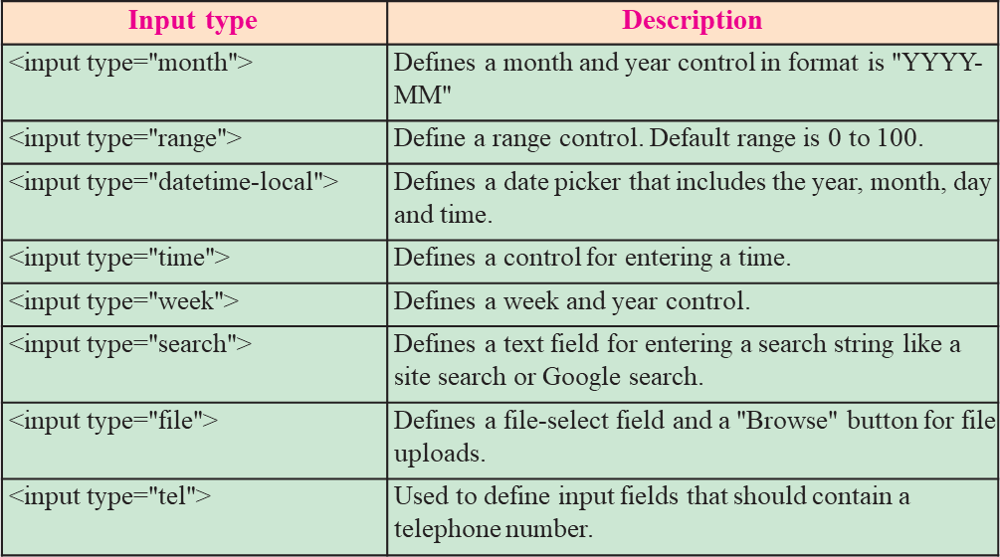 Input type Description
<input type="month"> Defines a month and year control in format is "YYYY-
MM"
<input type="range"> Define a range control. Default range is 0 to 100.
<input type="datetime-local"> Defines a date picker that includes the year, month, day
and time.
<input type="time"> Defines a control for entering a time.
<input type="week"> Defines a week and year control.
<input type="search"> Defines a text field for entering a search string like a
site search or Google search.
<input type="file"> Defines a file-select field and a "Browse" button for file
uploads.
<input type="tel"> Used to define input fields that should contain a
telephone number.